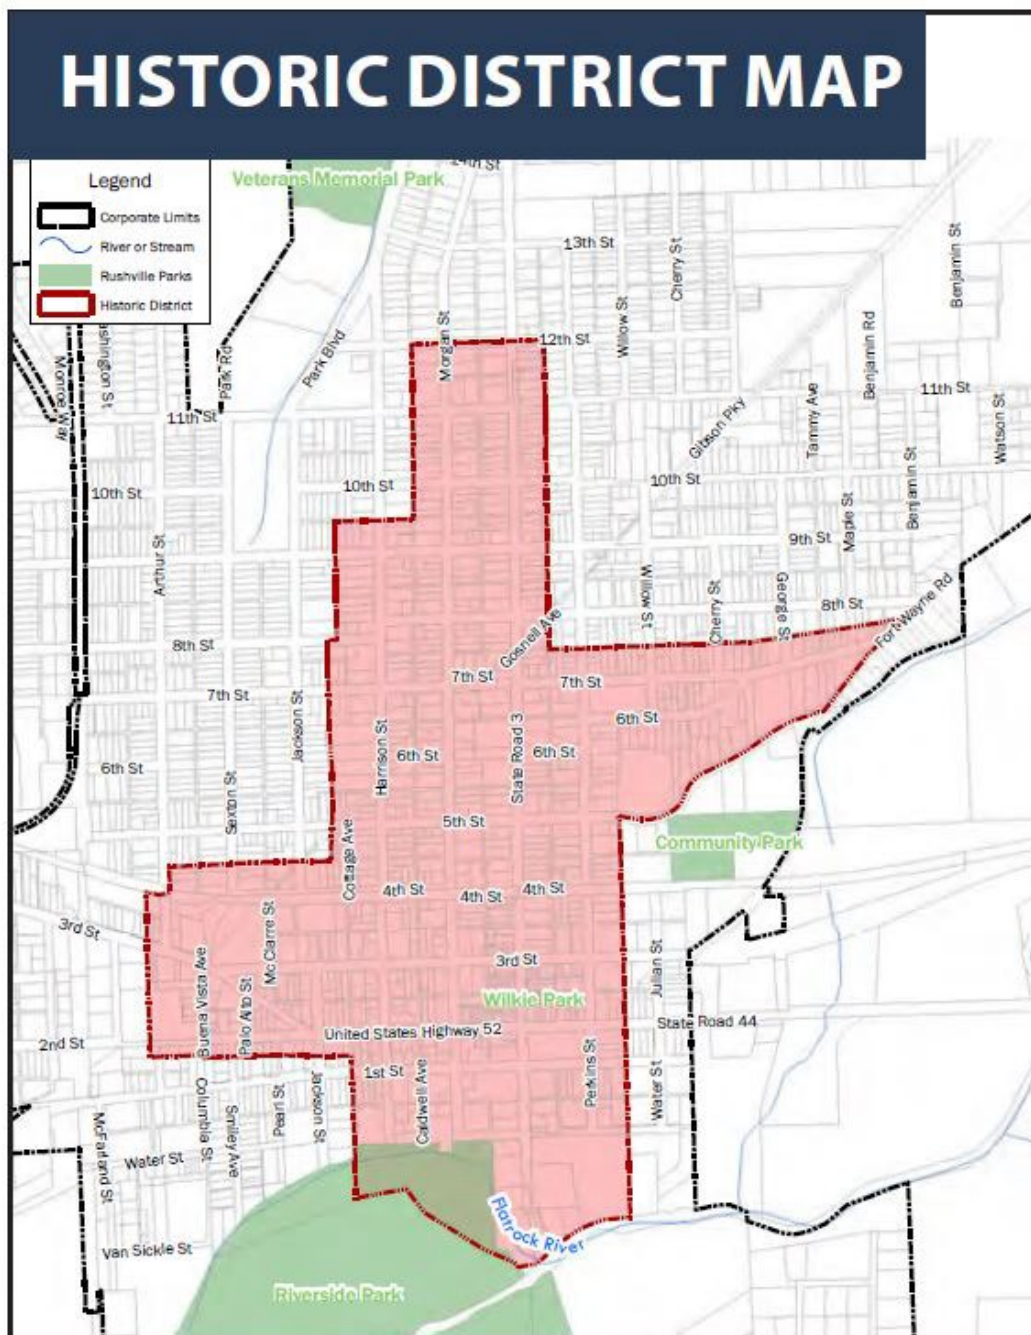 HISTORIC DISTRICT MAP
Legend
Corporate Limits
River or Stream
Rushville Parks
Historic District
Veterans Memorial Park
13th St
Cherry St
Benjamin St
Willow St
Morgan St
12th St
Park Blvd
Park Rd
Monroe Way
Benjamin Rd
11th St
11th St
Tammy Ave
Gibson Pky
Watson St
10th St
10th St
10th St
Maple St
Benjamin St
9th St
Arthur St
Willow St
Cherry St
George St
8th St
Fort Wayne Rd
8th St
Gosnell Ave
7th St
7th St
7th St
Jackson St
Harrison St
State Road 3
6th St
6th St
6th St
6th St
Sexton St
5th St
Cottage Ave
Community Park
4th St
4th St
4th St
3rd St
Mc Clarre St
3rd St
Julian St
Buena Vista Ave
Palo Alto St
Wilkie Park
United States Highway 52
State Road 44
2nd St
1st St
Caldwell Ave
Perkins St
Water St
Columbia St
Smiley Ave
Pearl St
Jackson St
McFarland St
Water St
Flatrock River
Van Sickle St
Riverside Park